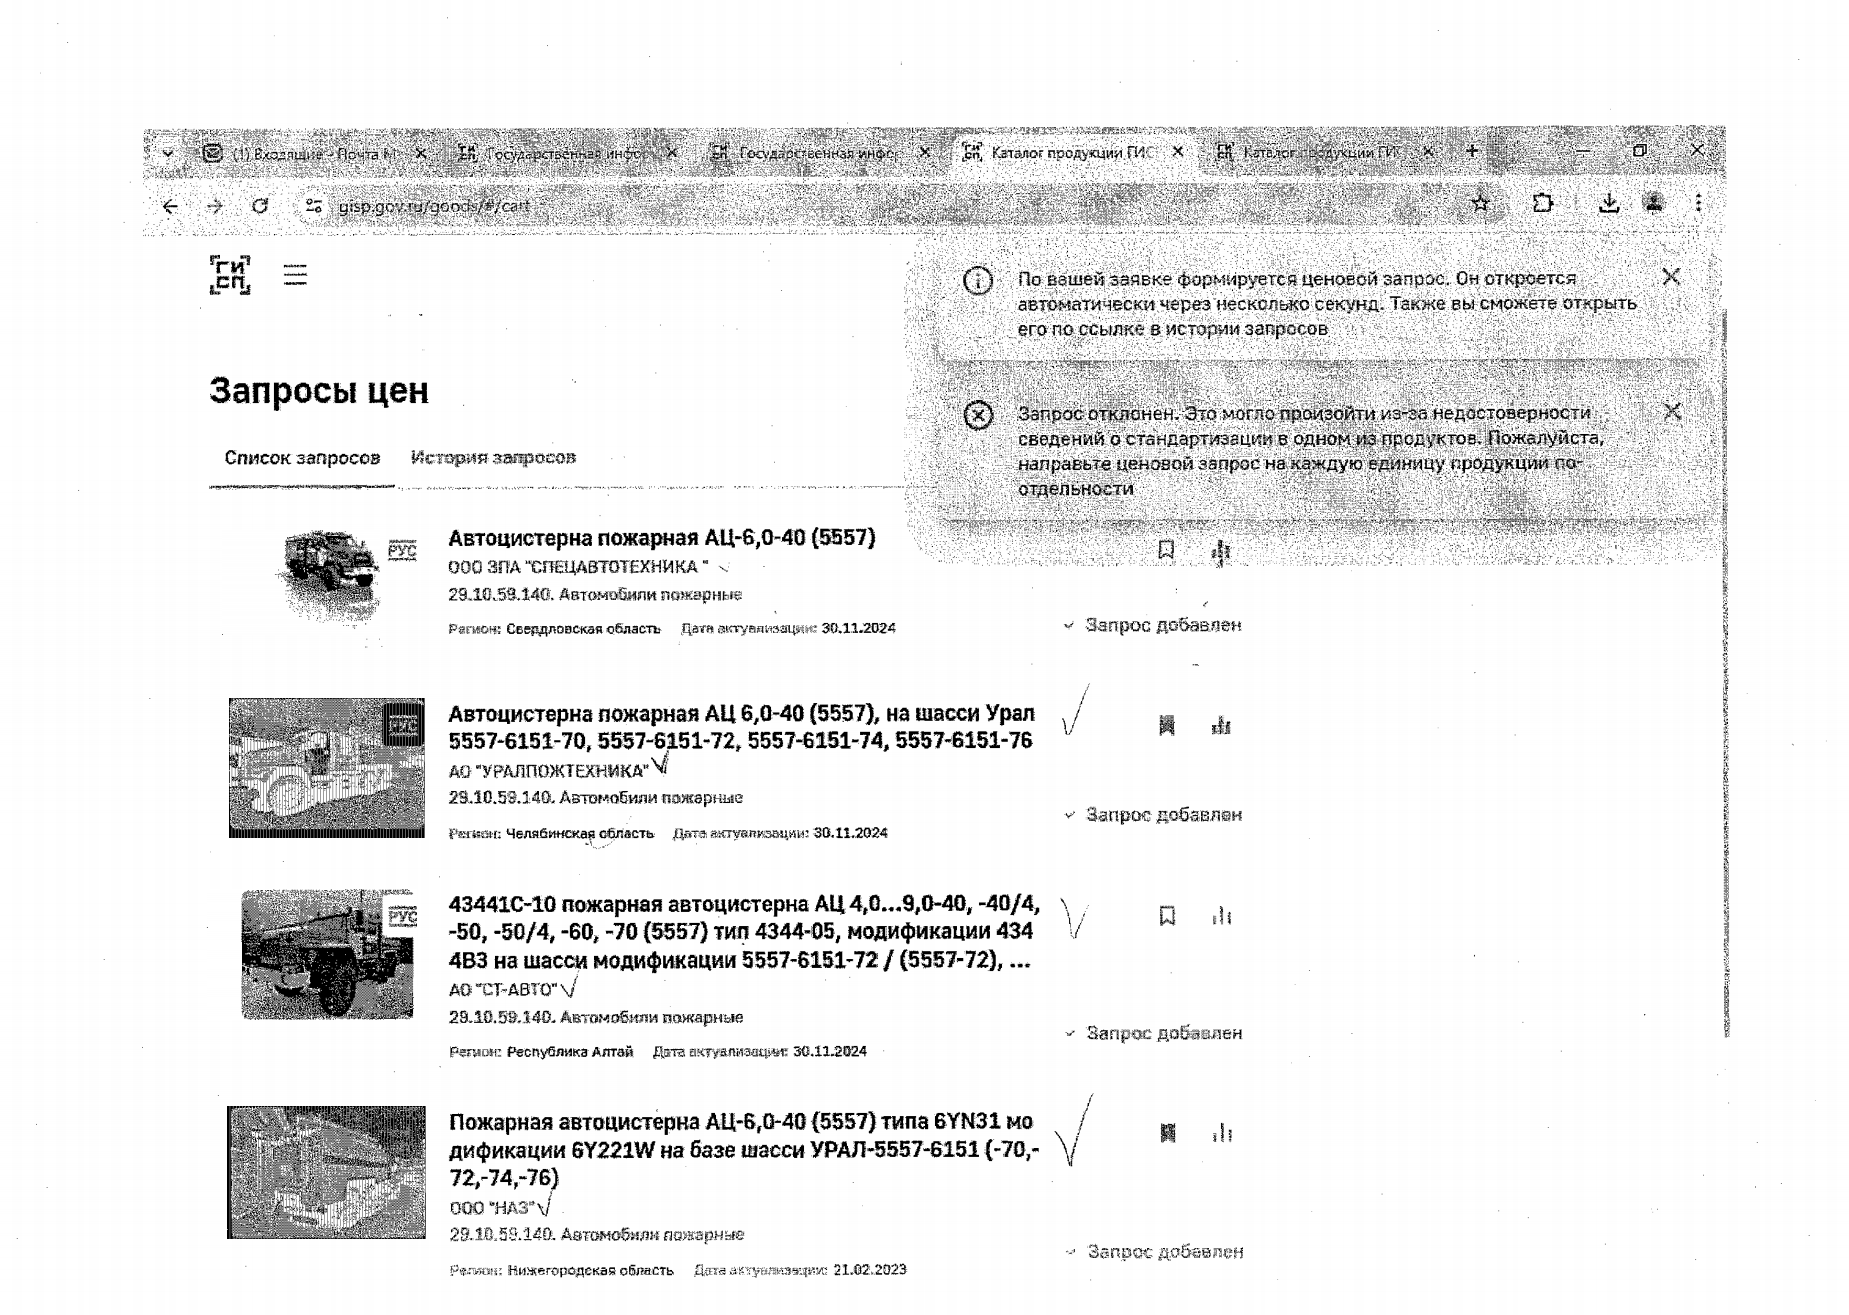 (1) Входящие - Почта М
Государственная инфор
Государственная инфор
Каталог продукции ГИС
Каталог продукции ГИ
gisp.gov.ru/goods/#/cart
ГИ
СП
По вашей заявке формируется ценовой запрос. Он откроется
автоматически через несколько секунд. Также вы сможете открыть
его по ссылке в истории запросов
Запрос отклонен. Это могло произойти из-за недостоверности
сведений о стандартизации в одном из продуктов. Пожалуйста,
направьте ценовой запрос на каждую единицу продукции по-
отдельности
Запросы цен
Список запросов История запросов
РУС
Автоцистерна пожарная АЦ-6,0-40 (5557)
ООО ЗПА "СПЕЦАВТОТЕХНИКА "
29.10.59.140. Автомобили пожарные
Регион: Свердловская область Дата актуализации: 30.11.2024
Запрос добавлен
РУС
Автоцистерна пожарная АЦ 6,0-40 (5557), на шасси Урал
5557-6151-70, 5557-6151-72, 5557-6151-74, 5557-6151-76
АО "УРАЛПОЖТЕХНИКА"
29.10.59.140. Автомобили пожарные
Регион: Челябинская область Дата актуализации: 30.11.2024
Запрос добавлен
РУС
43441С-10 пожарная автоцистерна АЦ 4,0...9,0-40, -40/4,
-50, -50/4, -60, -70 (5557) тип 4344-05, модификации 434
4В3 на шасси модификации 5557-6151-72 / (5557-72), ...
АО "СТ-АВТО"
29.10.59.140. Автомобили пожарные
Регион: Республика Алтай Дата актуализации: 30.11.2024
Запрос добавлен
Пожарная автоцистерна АЦ-6,0-40 (5557) типа 6YN31 мо
дификации 6Y221W на базе шасси УРАЛ-5557-6151 (-70,-
72,-74,-76)
ООО "НАЗ"
29.10.59.140. Автомобили пожарные
Регион: Нижегородская область Дата актуализации: 21.02.2023
Запрос добавлен